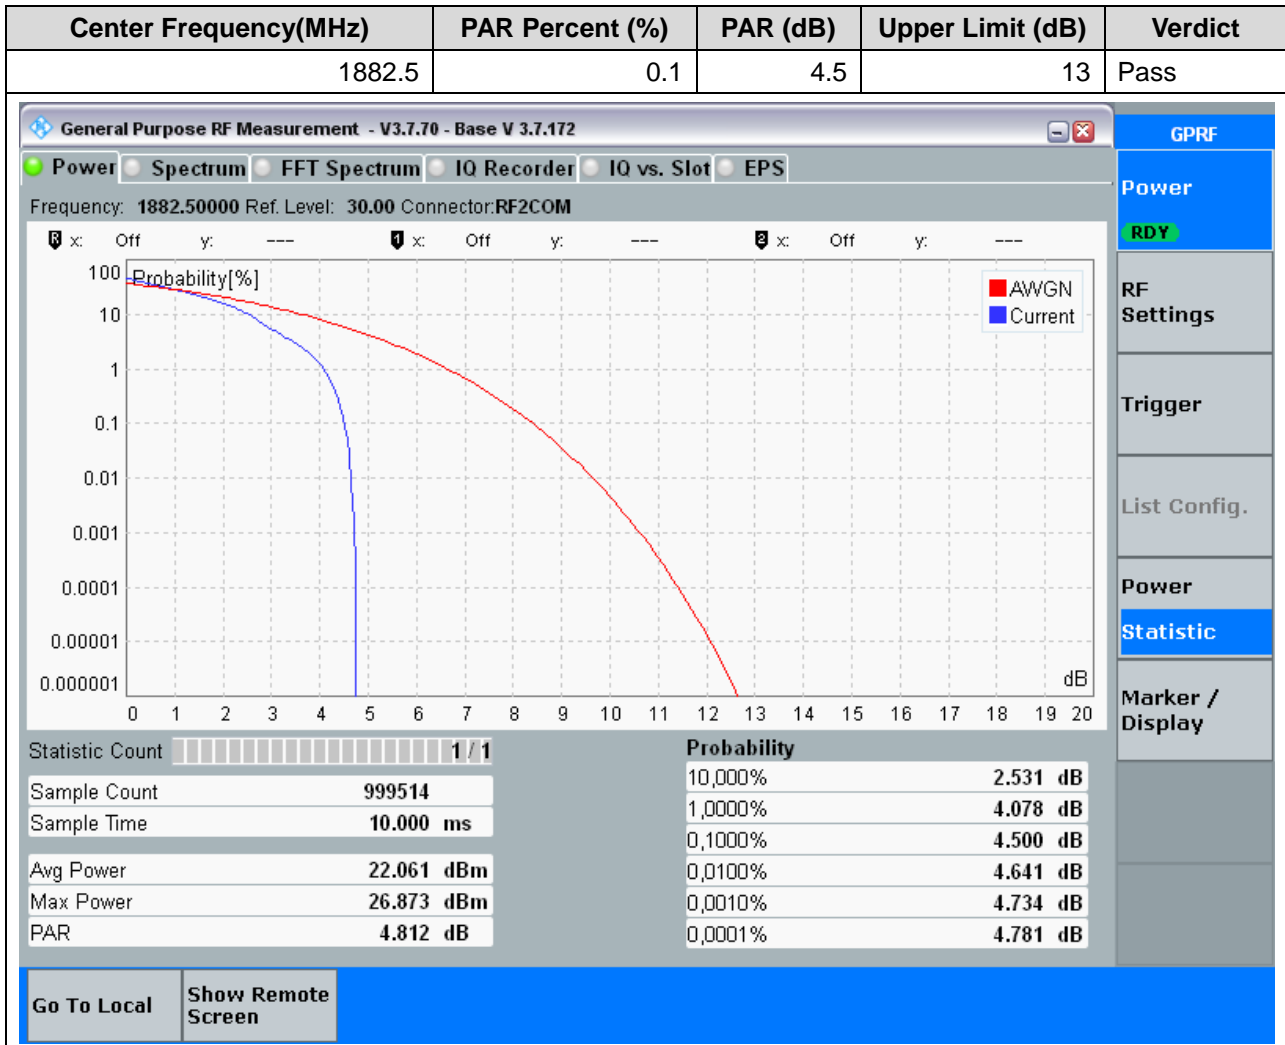 Center Frequency(MHz) PAR Percent (%) PAR (dB) Upper Limit (dB) Verdict
1882.5 0.1 4.5 13 Pass
General Purpose RF Measurement - V3.7.70 - Base V 3.7.172
GPRF
Power Spectrum FFT Spectrum IQ Recorder IQ vs. Slot EPS
Frequency: 1882.50000 Ref. Level: 30.00 Connector:RF2COM
R x: Off y: --- 1 x: Off y: --- 2 x: Off y: ---
Probability[%]
AWGN
Current
100
10
1
0.1
0.01
0.001
0.0001
0.00001
0.000001
dB
0 1 2 3 4 5 6 7 8 9 10 11 12 13 14 15 16 17 18 19 20
Statistic Count 1 / 1
Sample Count 999514
Sample Time 10.000 ms
Avg Power 22.061 dBm
Max Power 26.873 dBm
PAR 4.812 dB
Probability
10,000% 2.531 dB
1,0000% 4.078 dB
0,1000% 4.500 dB
0,0100% 4.641 dB
0,0010% 4.734 dB
0,0001% 4.781 dB
Power
RDY
RF
Settings
Trigger
List Config.
Power
Statistic
Marker /
Display
Go To Local
Show Remote
Screen